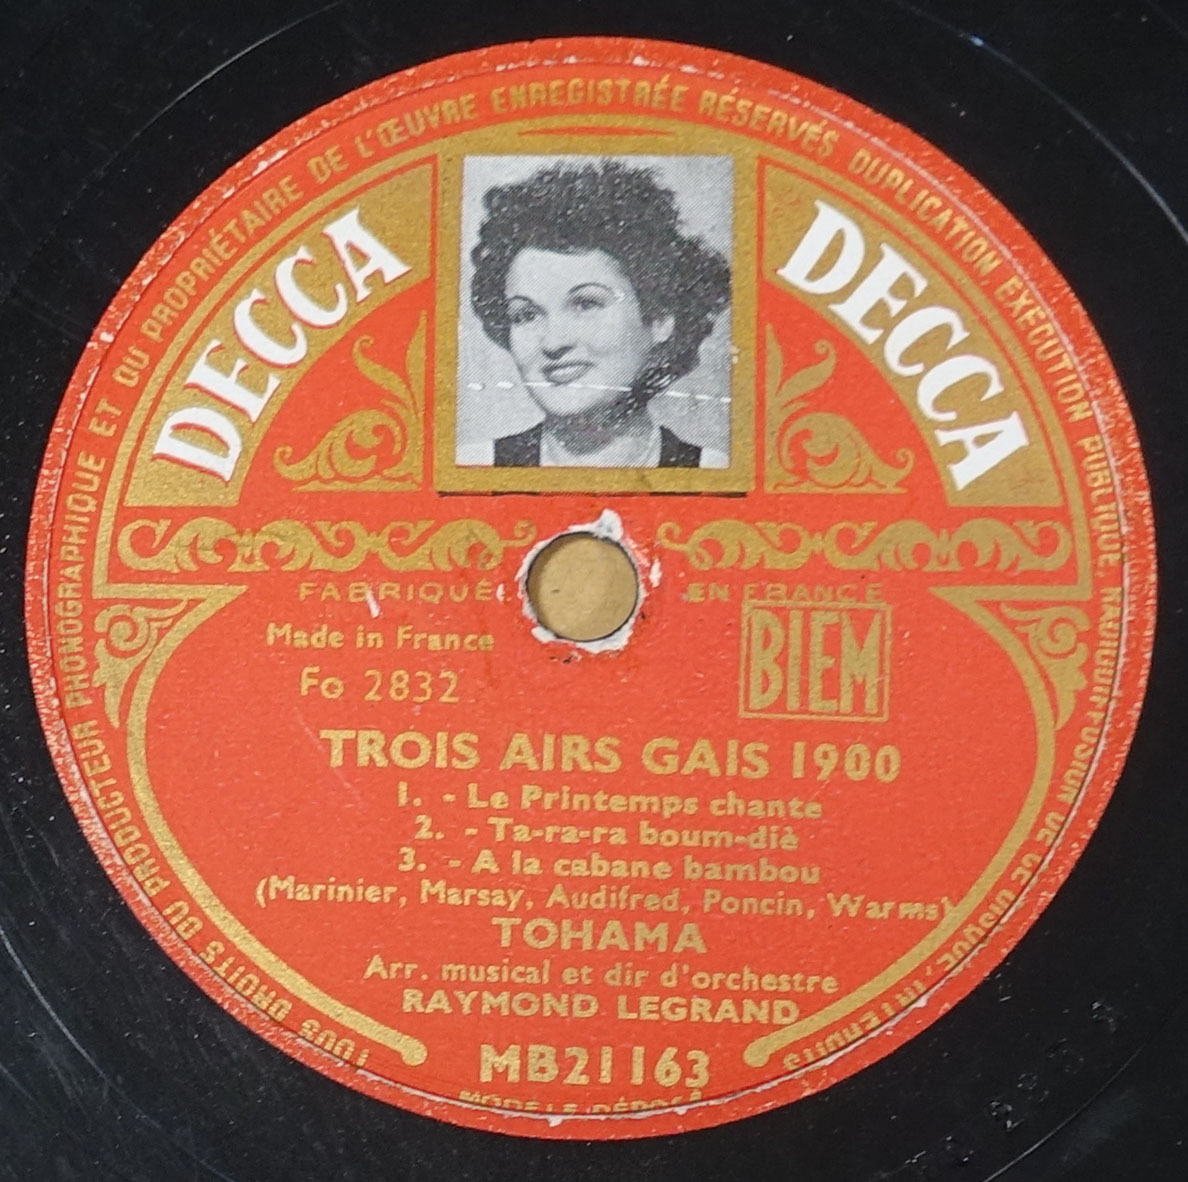 TOUS DROITS DU PRODUCTEUR PHONOGRAPHIQUE ET DU PROPRIÉTAIRE DE L'ŒUVRE ENREGISTRÉE RÉSERVÉS DUPLICATION EXECUTION PUBLIQUE, RADIODIFFUSION DE CE DISQUE, INTERDITS
DECCA
DECCA
FABRIQUÉ EN FRANCE
Made in France
BIEM
Fo 2832
TROIS AIRS GAIS 1900
1. - Le Printemps chante
2. - Ta-ra-ra boum-diè
3. - A la cabane bambou
(Marinier, Marsay, Audifred, Poncin, Warms)
TOHAMA
Arr. musical et dir d'orchestre
RAYMOND LEGRAND
MB21163
MODÈLE DÉPOSÉ